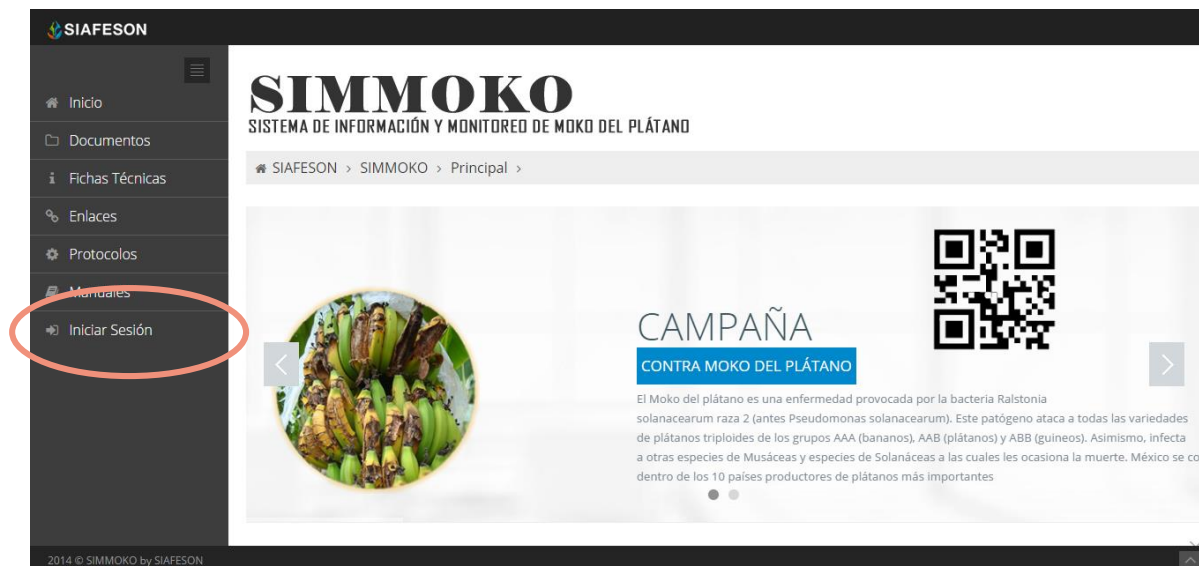 SIAFESON
Inicio
Documentos
Fichas Técnicas
Enlaces
Protocolos
Manuales
Iniciar Sesión
SIMMOKO
SISTEMA DE INFORMACIÓN Y MONITOREO DE MOKO DEL PLÁTANO
SIAFESON > SIMMOKO > Principal >
CAMPAÑA
CONTRA MOKO DEL PLÁTANO
El Moko del plátano es una enfermedad provocada por la bacteria Ralstonia
solanacearum raza 2 (antes Pseudomonas solanacearum). Este patógeno ataca a todas las variedades
de plátanos triploides de los grupos AAA (bananos), AAB (plátanos) y ABB (guineos). Asimismo, infecta
a otras especies de Musáceas y especies de Solanáceas a las cuales les ocasiona la muerte. México se co
dentro de los 10 países productores de plátanos más importantes
2014 © SIMMOKO by SIAFESON